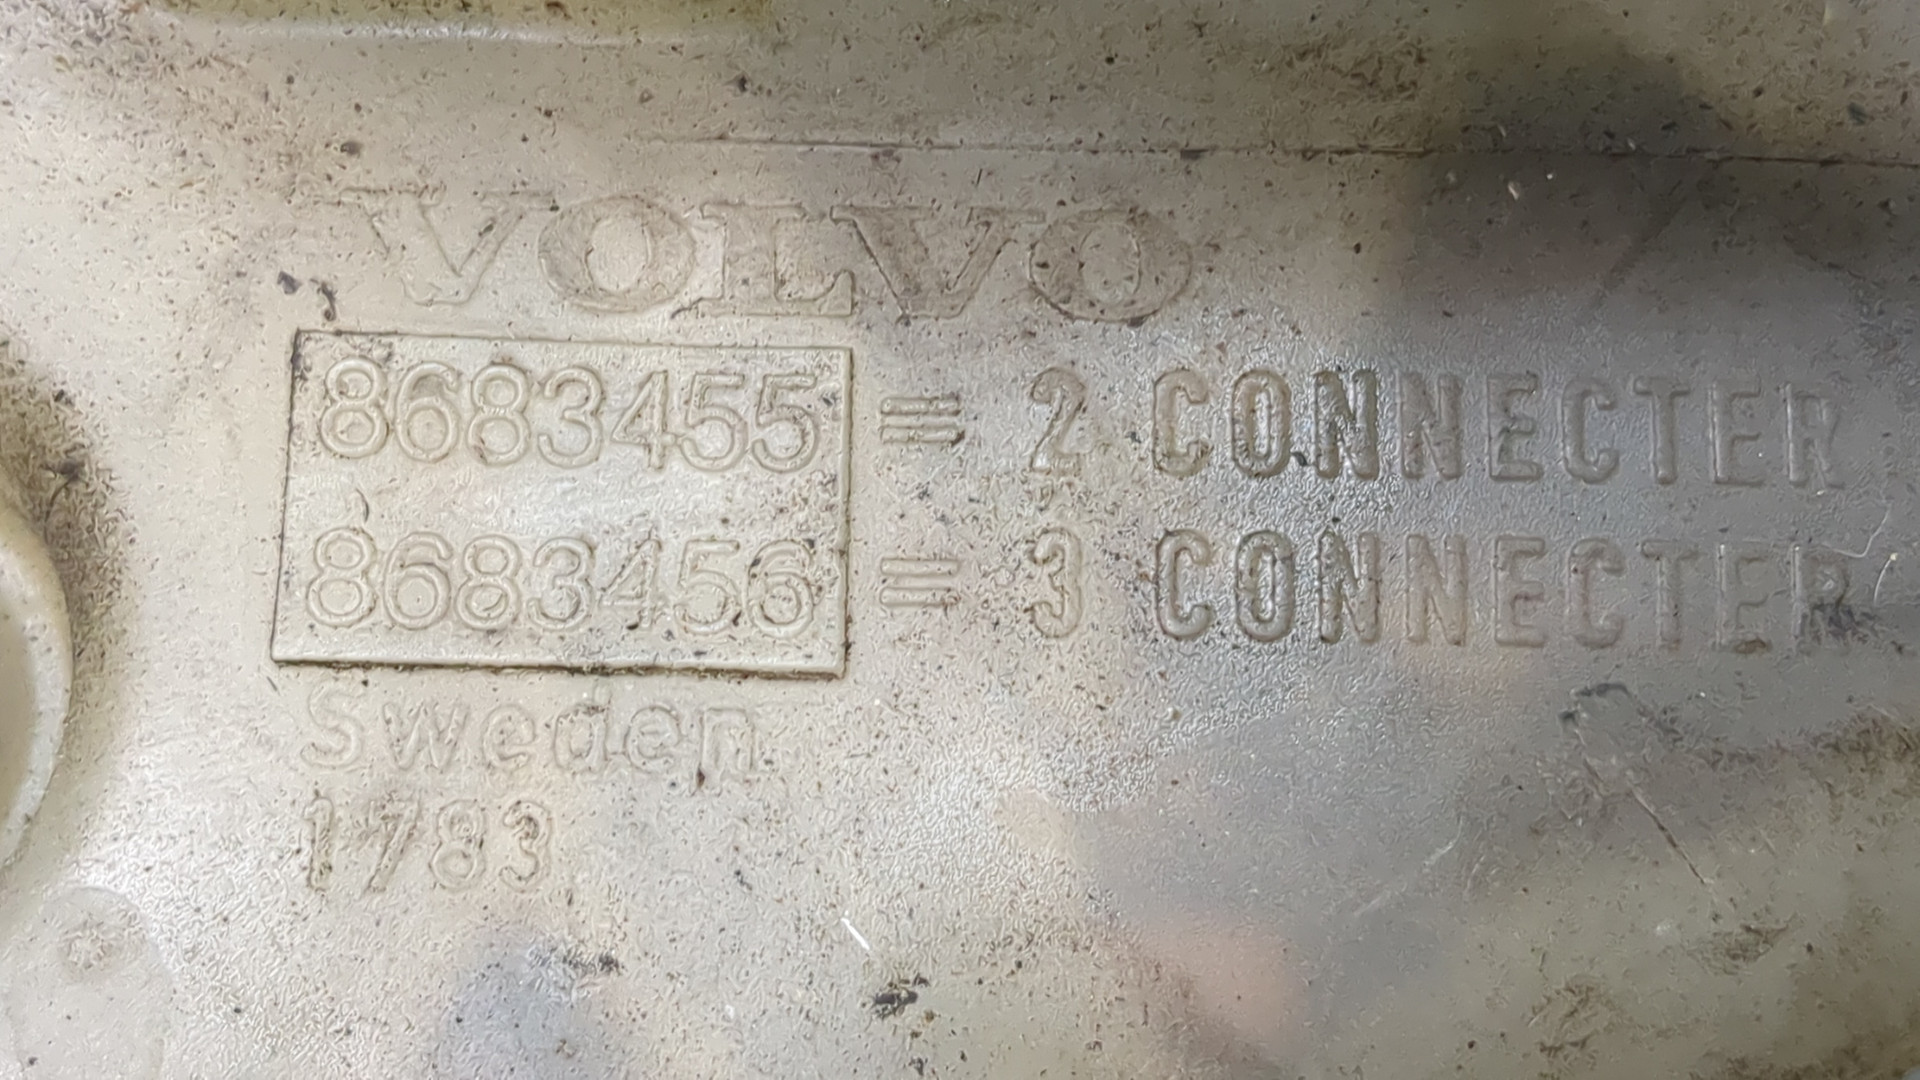 VOLVO
8683455 = 2 CONNECTER
8683456 = 3 CONNECTER
Sweden
1783